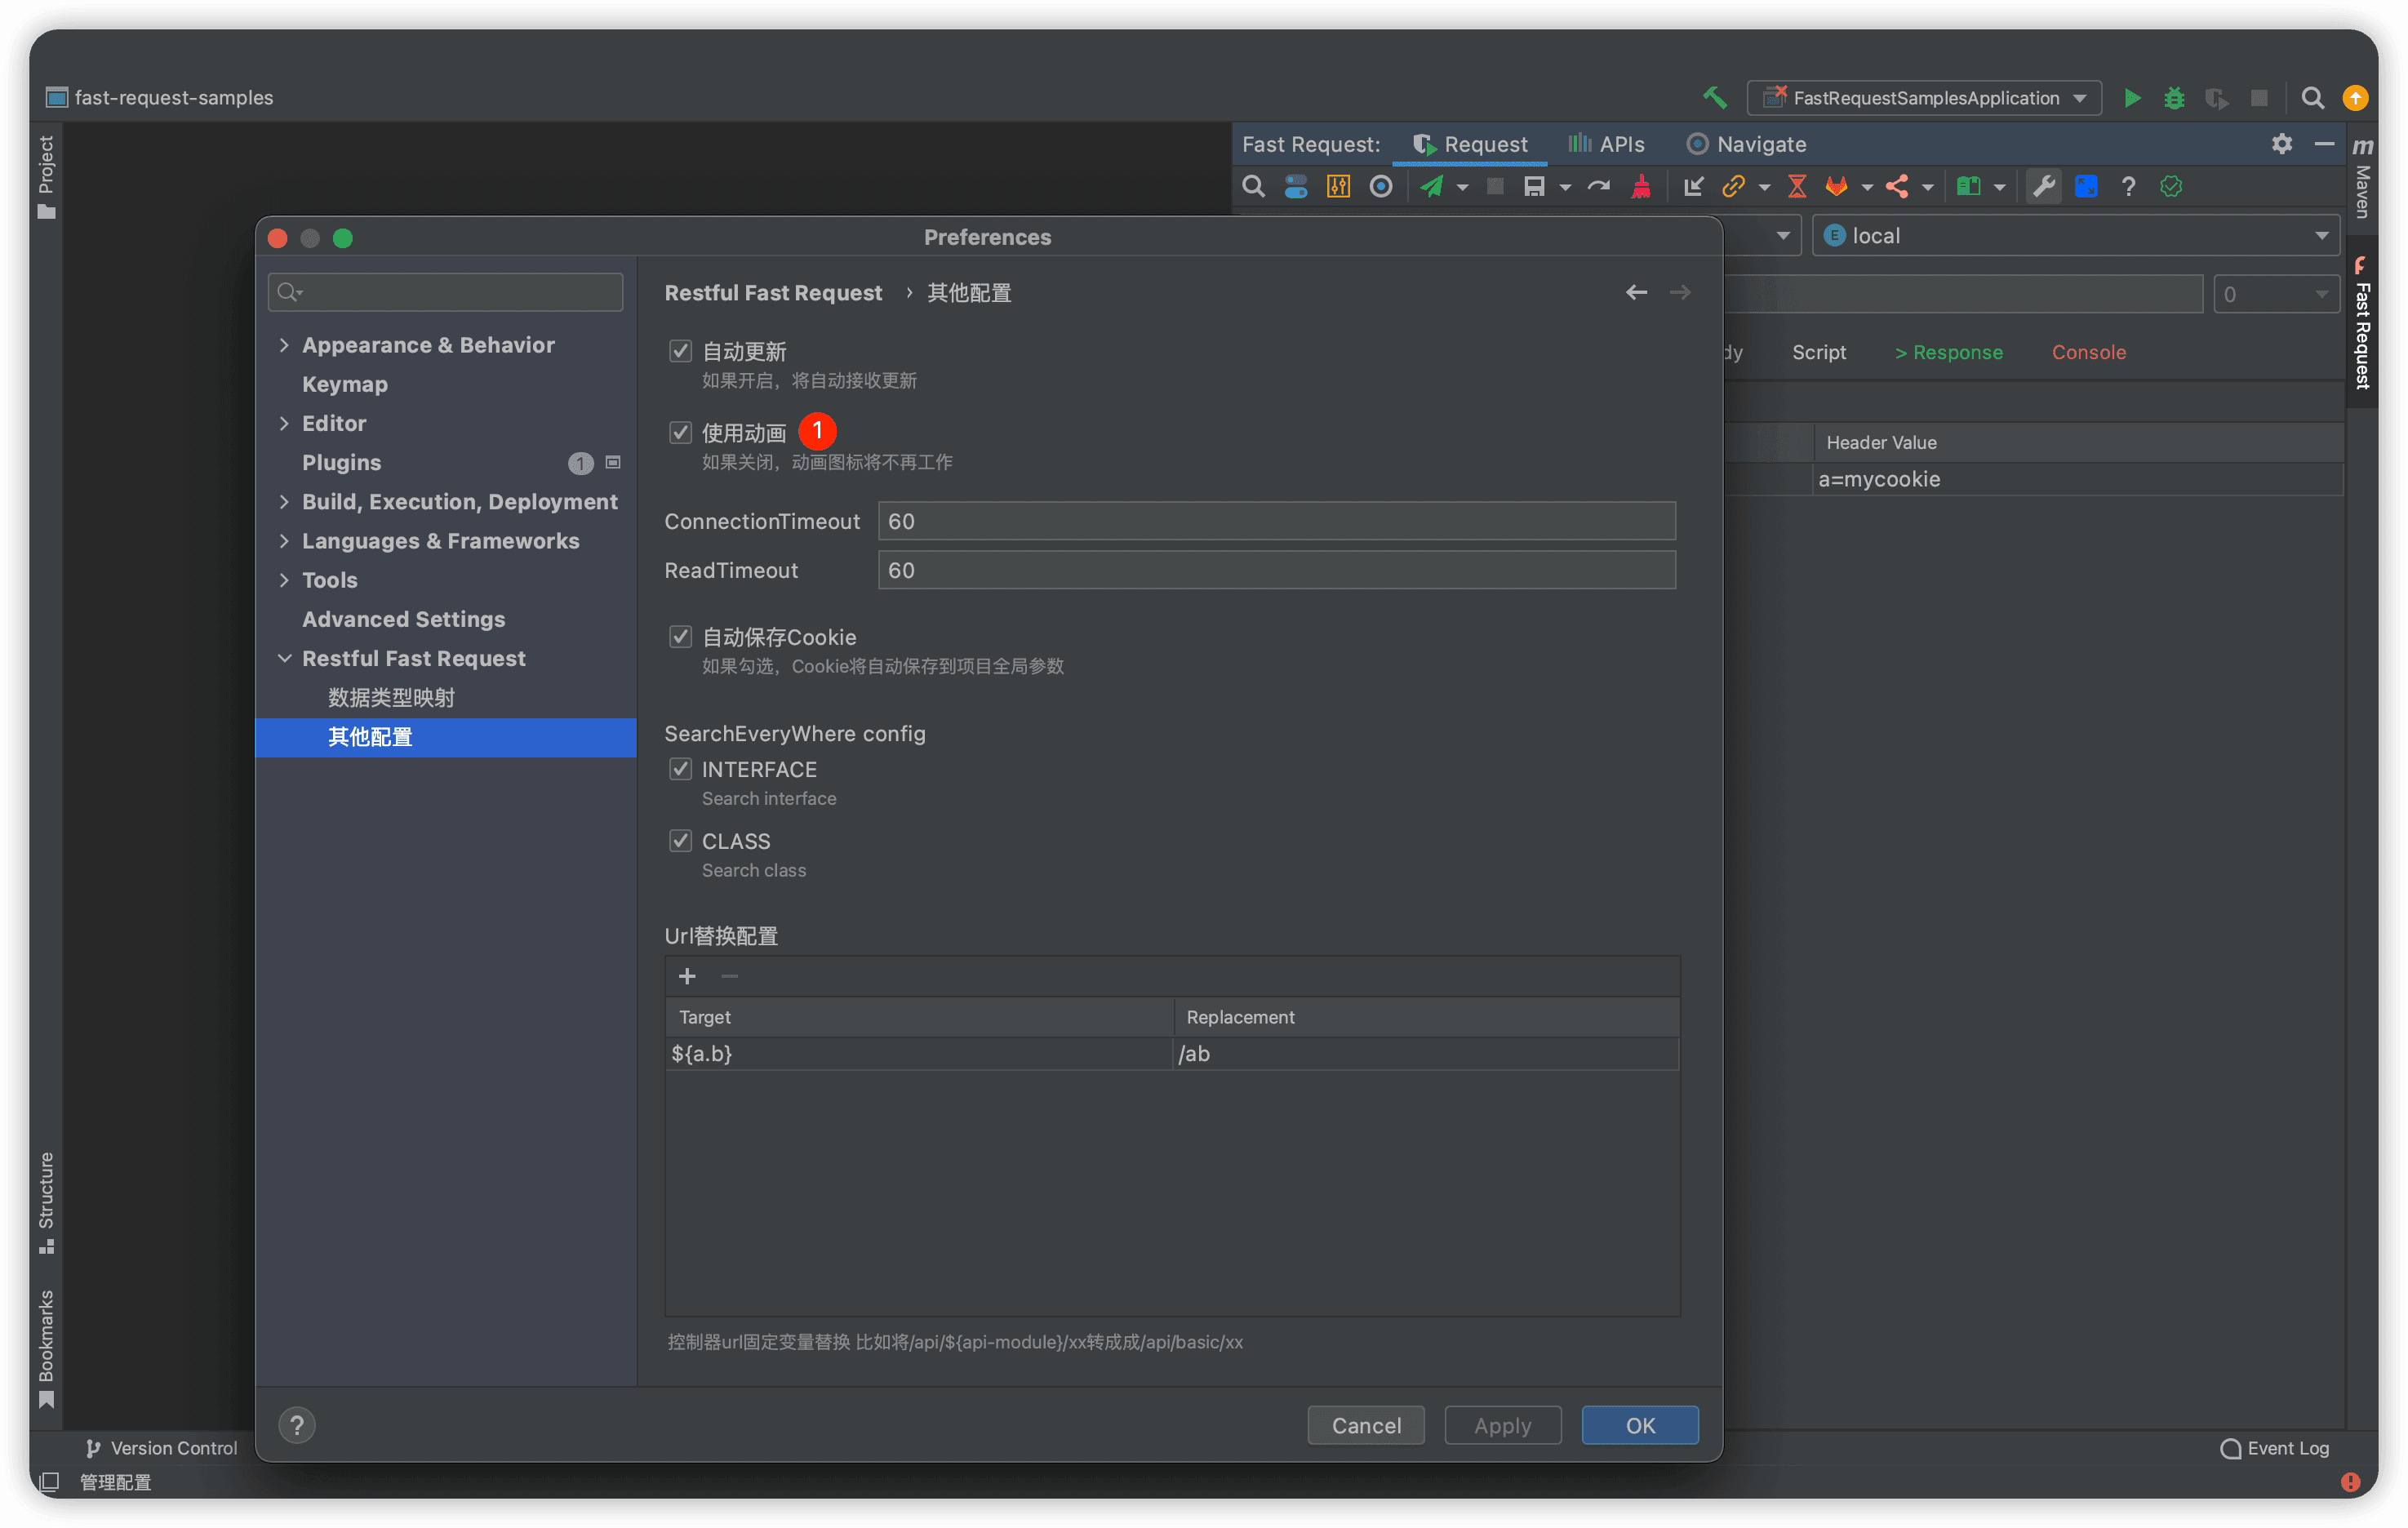 fast-request-samples
FastRequestSamplesApplication
Project
Fast Request:
Request
APIs
Navigate
m
Maven
Preferences
E
local
Restful Fast Request › 其他配置
0
Fast Request
Appearance & Behavior
Keymap
Editor
Plugins
1
Build, Execution, Deployment
Languages & Frameworks
Tools
Advanced Settings
Restful Fast Request
数据类型映射
其他配置
自动更新
如果开启，将自动接收更新
使用动画
1
如果关闭，动画图标将不再工作
ConnectionTimeout
60
ReadTimeout
60
自动保存Cookie
如果勾选，Cookie将自动保存到项目全局参数
SearchEveryWhere config
INTERFACE
Search interface
CLASS
Search class
Url替换配置
Target
Replacement
${a.b}
/ab
控制器url固定变量替换 比如将/api/${api-module}/xx转成成/api/basic/xx
?
Cancel
Apply
OK
dy
Script
> Response
Console
Header Value
a=mycookie
Structure
Bookmarks
Version Control
Event Log
管理配置